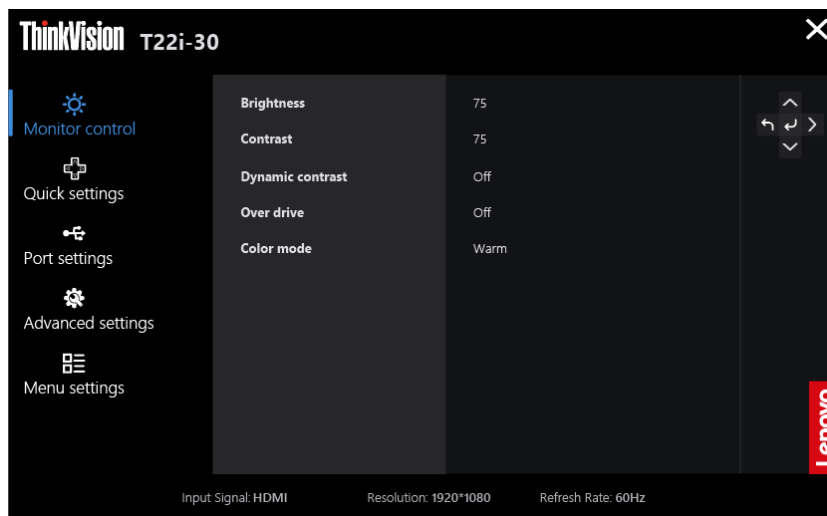 ThinkVision T22i-30
Monitor control
Quick settings
Port settings
Advanced settings
Menu settings
Brightness 75
Contrast 75
Dynamic contrast Off
Over drive Off
Color mode Warm
Lenovo
Input Signal: HDMI Resolution: 1920*1080 Refresh Rate: 60Hz